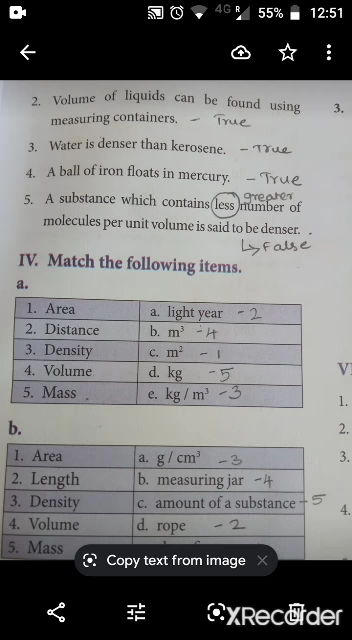 4G R 55% 12:51
2. Volume of liquids can be found using
measuring containers. - True
3.
3. Water is denser than kerosene. - True
4. A ball of iron floats in mercury. - True
greater
5. A substance which contains less number of
molecules per unit volume is said to be denser.
↳ False
IV. Match the following items.
a.
1. Area a. light year - 2
2. Distance b. m³ - 4
3. Density c. m² - 1
4. Volume d. kg - 5
5. Mass e. kg / m³ - 3
VI
1.
2.
3.
4.
b.
1. Area a. g / cm³ - 3
2. Length b. measuring jar - 4
3. Density c. amount of a substance - 5
4. Volume d. rope - 2
5. Mass
Copy text from image ×
XRecorder